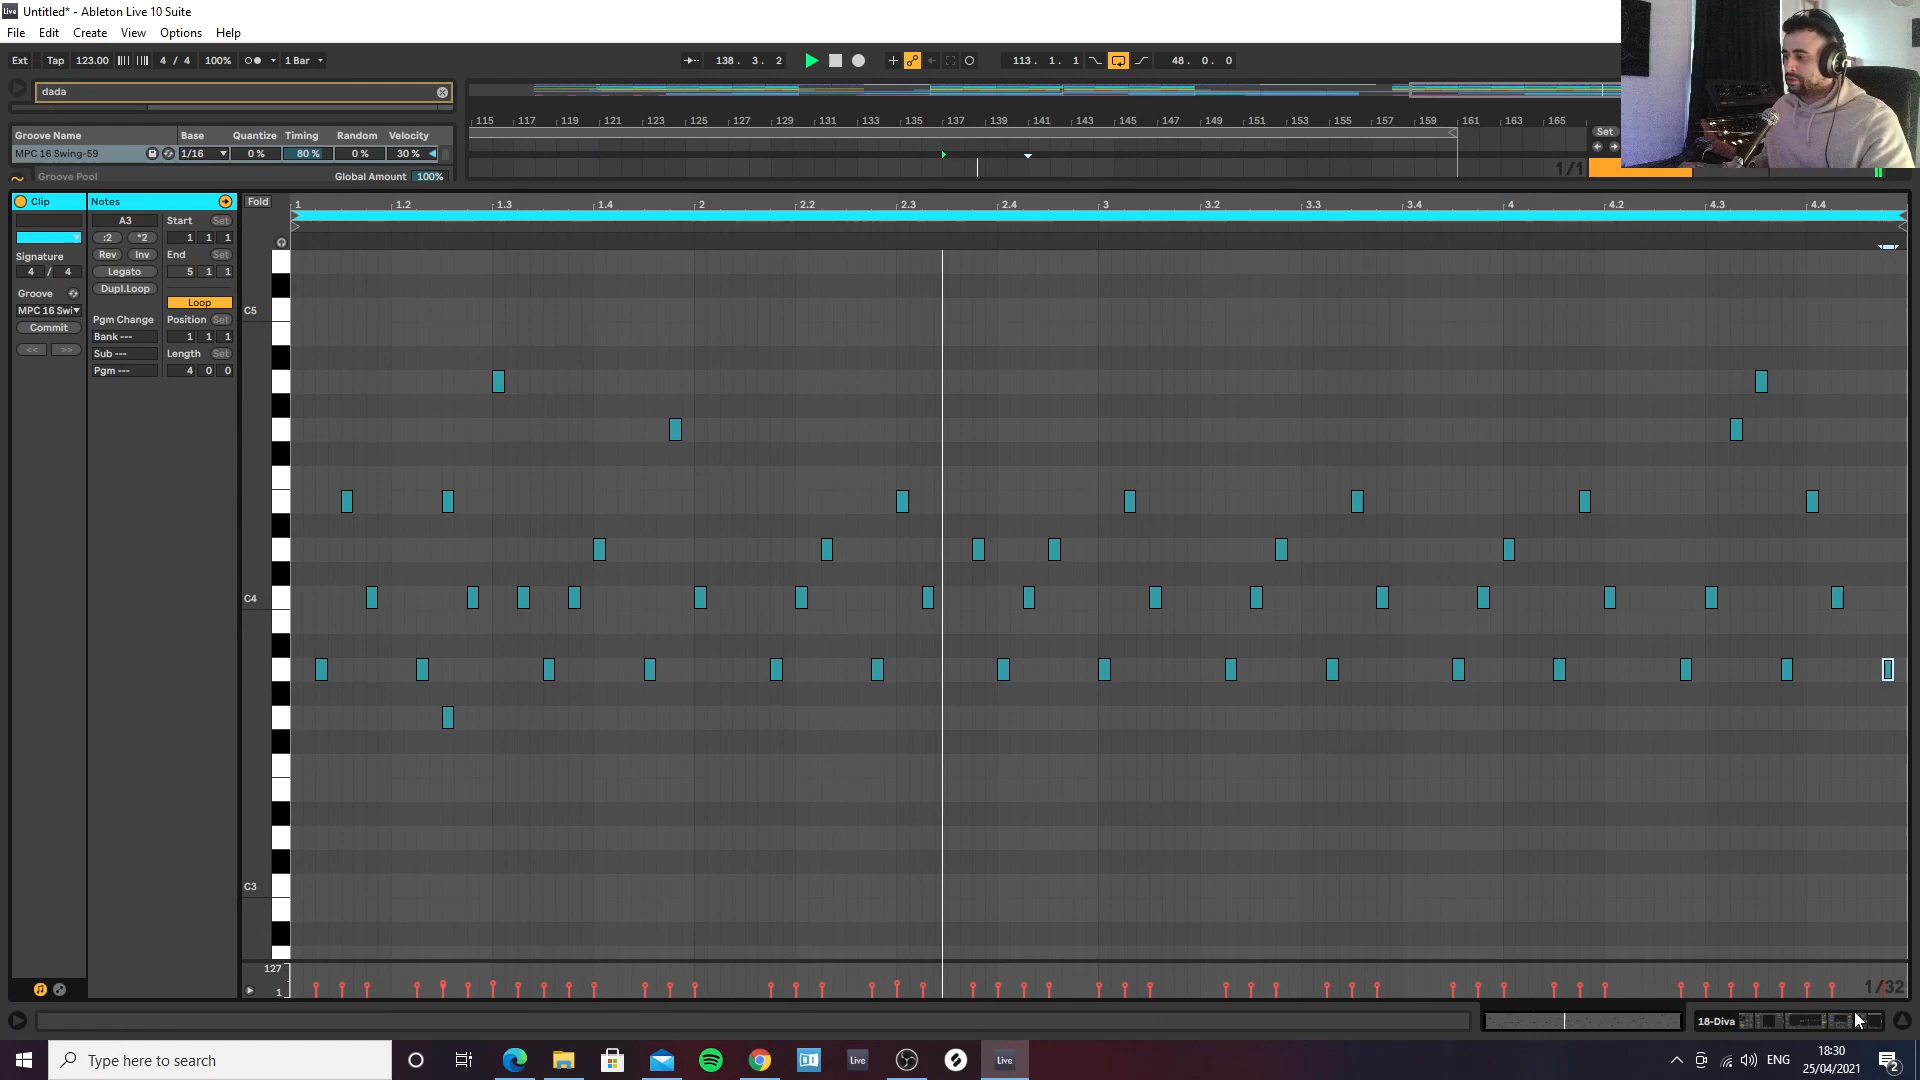 Untitled* - Ableton Live 10 Suite
File Edit Create View Options Help
Ext Tap 123.00 4 / 4 100% 1 Bar 138. 3. 2 113. 1. 1 48. 0. 0
dada
115 117 119 121 123 125 127 129 131 133 135 137 139 141 143 145 147 149 151 153 155 157 159 161 163 165 Set
Groove Name Base Quantize Timing Random Velocity
MPC 16 Swing-59 1/16 0 % 80 % 0 % 30 %
1/1
Groove Pool Global Amount 100%
Clip Notes Fold
1 1.2 1.3 1.4 2 2.2 2.3 2.4 3 3.2 3.3 3.4 4 4.2 4.3 4.4
A3 Start Set
:2 *2 1 1 1
Signature Rev Inv End Set
4 / 4 Legato 5 1 1
Groove Dupl.Loop
MPC 16 Swi Loop
Commit Pgm Change Position Set
<< >> Bank --- 1 1 1
Sub --- Length Set
Pgm --- 4 0 0
C5
C4
C3
127
1
1/32
18-Diva
Type here to search
Live
Live
ENG
18:30
25/04/2021
2